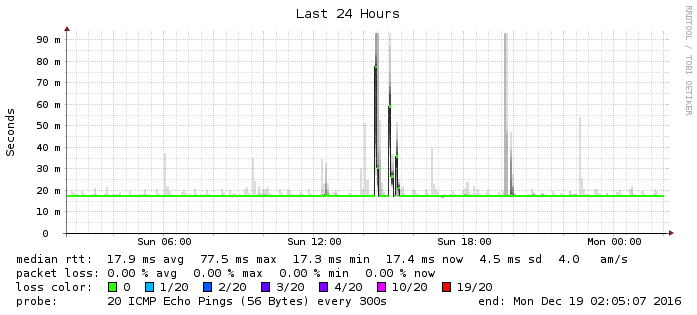 Last 24 Hours
RRDTOOL / TOBI OETIKER
Seconds
90 m
80 m
70 m
60 m
50 m
40 m
30 m
20 m
10 m
0
Sun 06:00 Sun 12:00 Sun 18:00 Mon 00:00
median rtt: 17.9 ms avg 77.5 ms max 17.3 ms min 17.4 ms now 4.5 ms sd 4.0 am/s
packet loss: 0.00 % avg 0.00 % max 0.00 % min 0.00 % now
loss color: 0 1/20 2/20 3/20 4/20 10/20 19/20
probe: 20 ICMP Echo Pings (56 Bytes) every 300s end: Mon Dec 19 02:05:07 2016